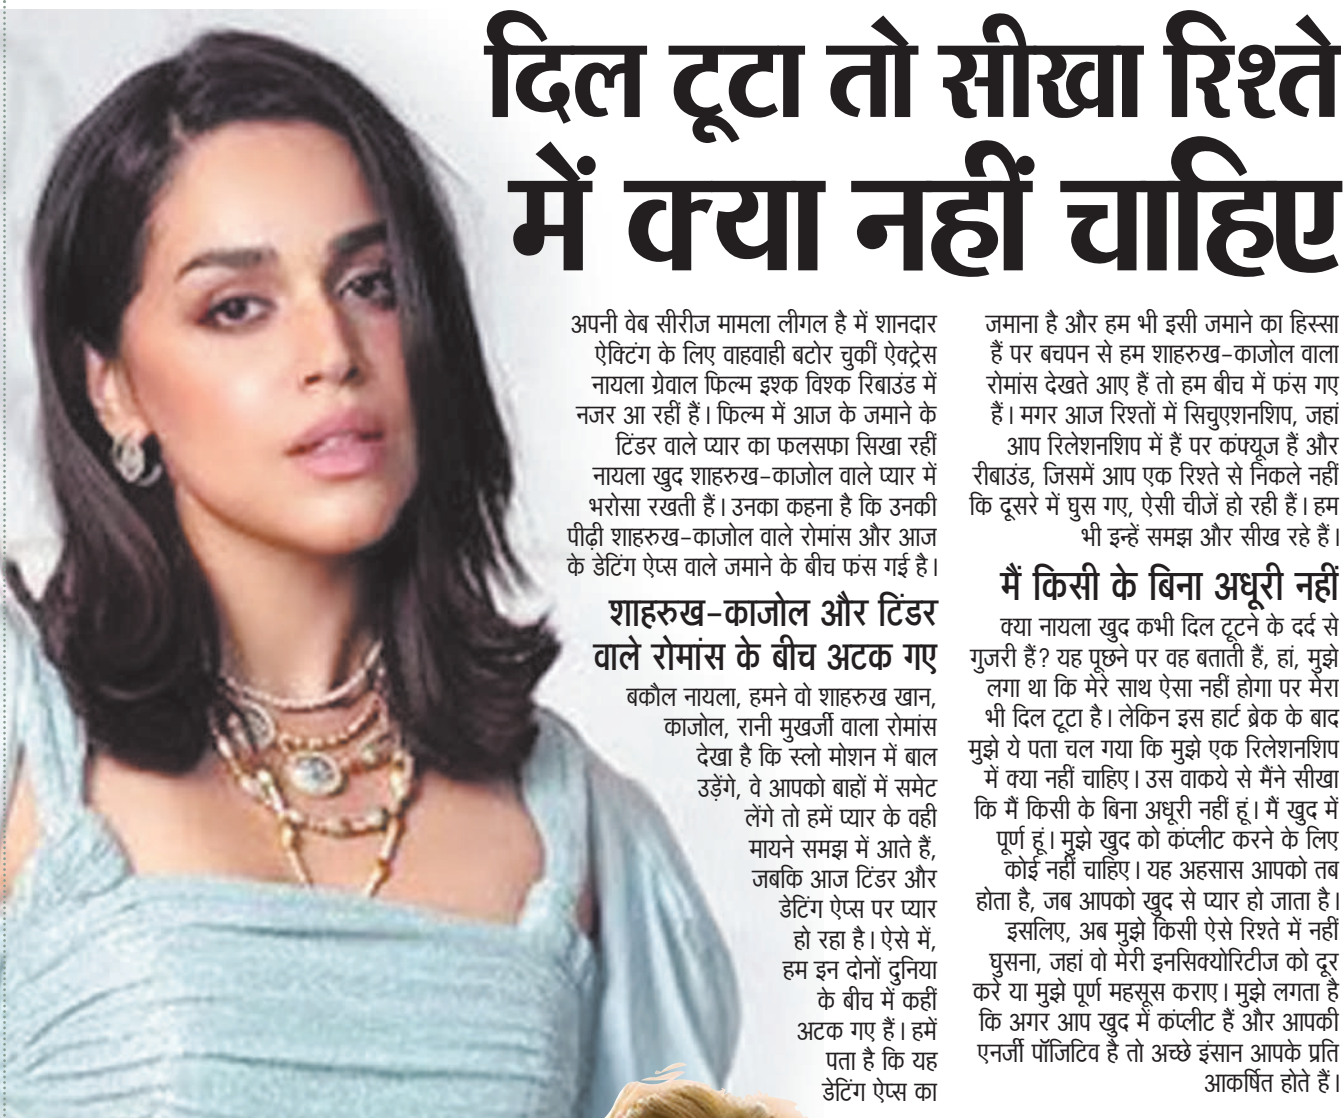 दिल टूटा तो सीखा रिश्ते
में क्या नहीं चाहिए
अपनी वेब सीरीज मामला लीगल है में शानदार
ऐक्टिंग के लिए वाहवाही बटोर चुकीं ऐक्ट्रेस
नायला ग्रेवाल फिल्म इश्क विश्क रिबाउंड में
नजर आ रहीं हैं। फिल्म में आज के जमाने के
टिंडर वाले प्यार का फलसफा सिखा रहीं
नायला खुद शाहरुख-काजोल वाले प्यार में
भरोसा रखती हैं। उनका कहना है कि उनकी
पीढ़ी शाहरुख-काजोल वाले रोमांस और आज
के डेटिंग ऐप्स वाले जमाने के बीच फंस गई है।
शाहरुख-काजोल और टिंडर
वाले रोमांस के बीच अटक गए
बकौल नायला, हमने वो शाहरुख खान,
काजोल, रानी मुखर्जी वाला रोमांस
देखा है कि स्लो मोशन में बाल
उड़ेंगे, वे आपको बाहों में समेट
लेंगे तो हमें प्यार के वही
मायने समझ में आते हैं,
जबकि आज टिंडर और
डेटिंग ऐप्स पर प्यार
हो रहा है। ऐसे में,
हम इन दोनों दुनिया
के बीच में कहीं
अटक गए हैं। हमें
पता है कि यह
डेटिंग ऐप्स का
जमाना है और हम भी इसी जमाने का हिस्सा
हैं पर बचपन से हम शाहरुख-काजोल वाला
रोमांस देखते आए हैं तो हम बीच में फंस गए
हैं। मगर आज रिश्तों में सिचुएशनशिप, जहां
आप रिलेशनशिप में हैं पर कंफ्यूज हैं और
रीबाउंड, जिसमें आप एक रिश्ते से निकले नहीं
कि दूसरे में घुस गए, ऐसी चीजें हो रही हैं। हम
भी इन्हें समझ और सीख रहे हैं।
मैं किसी के बिना अधूरी नहीं
क्या नायला खुद कभी दिल टूटने के दर्द से
गुजरी हैं? यह पूछने पर वह बताती हैं, हां, मुझे
लगा था कि मेरे साथ ऐसा नहीं होगा पर मेरा
भी दिल टूटा है। लेकिन इस हार्ट ब्रेक के बाद
मुझे ये पता चल गया कि मुझे एक रिलेशनशिप
में क्या नहीं चाहिए। उस वाकये से मैंने सीखा
कि मैं किसी के बिना अधूरी नहीं हूं। मैं खुद में
पूर्ण हूं। मुझे खुद को कंप्लीट करने के लिए
कोई नहीं चाहिए। यह अहसास आपको तब
होता है, जब आपको खुद से प्यार हो जाता है।
इसलिए, अब मुझे किसी ऐसे रिश्ते में नहीं
घुसना, जहां वो मेरी इनसिक्योरिटीज को दूर
करे या मुझे पूर्ण महसूस कराए। मुझे लगता है
कि अगर आप खुद में कंप्लीट हैं और आपकी
एनर्जी पॉजिटिव है तो अच्छे इंसान आपके प्रति
आकर्षित होते हैं।